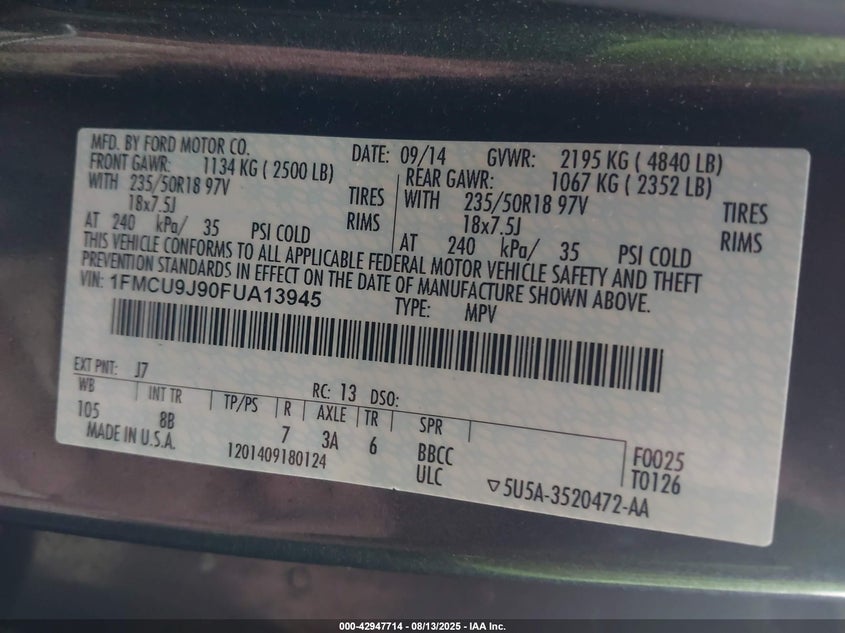 MFD. BY FORD MOTOR CO.
DATE: 09/14 GVWR: 2195 KG ( 4840 LB)
FRONT GAWR: 1134 KG ( 2500 LB)
WITH 235/50R18 97V TIRES
18x7.5J RIMS
AT 240 kPa/ 35 PSI COLD
REAR GAWR: 1067 KG ( 2352 LB)
WITH 235/50R18 97V TIRES
18x7.5J RIMS
AT 240 kPa/ 35 PSI COLD
THIS VEHICLE CONFORMS TO ALL APPLICABLE FEDERAL MOTOR VEHICLE SAFETY AND THEFT
PREVENTION STANDARDS IN EFFECT ON THE DATE OF MANUFACTURE SHOWN ABOVE.
VIN: 1FMCU9J90FUA13945
TYPE: MPV
EXT PNT: J7
RC: 13 DSO:
WB INT TR TP/PS R AXLE TR SPR
105 8B 7 3A 6 BBCC
ULC
F0025
T0126
MADE IN U.S.A.
1201409180124
▽5U5A-3520472-AA
000-42947714 - 08/13/2025 - IAA Inc.